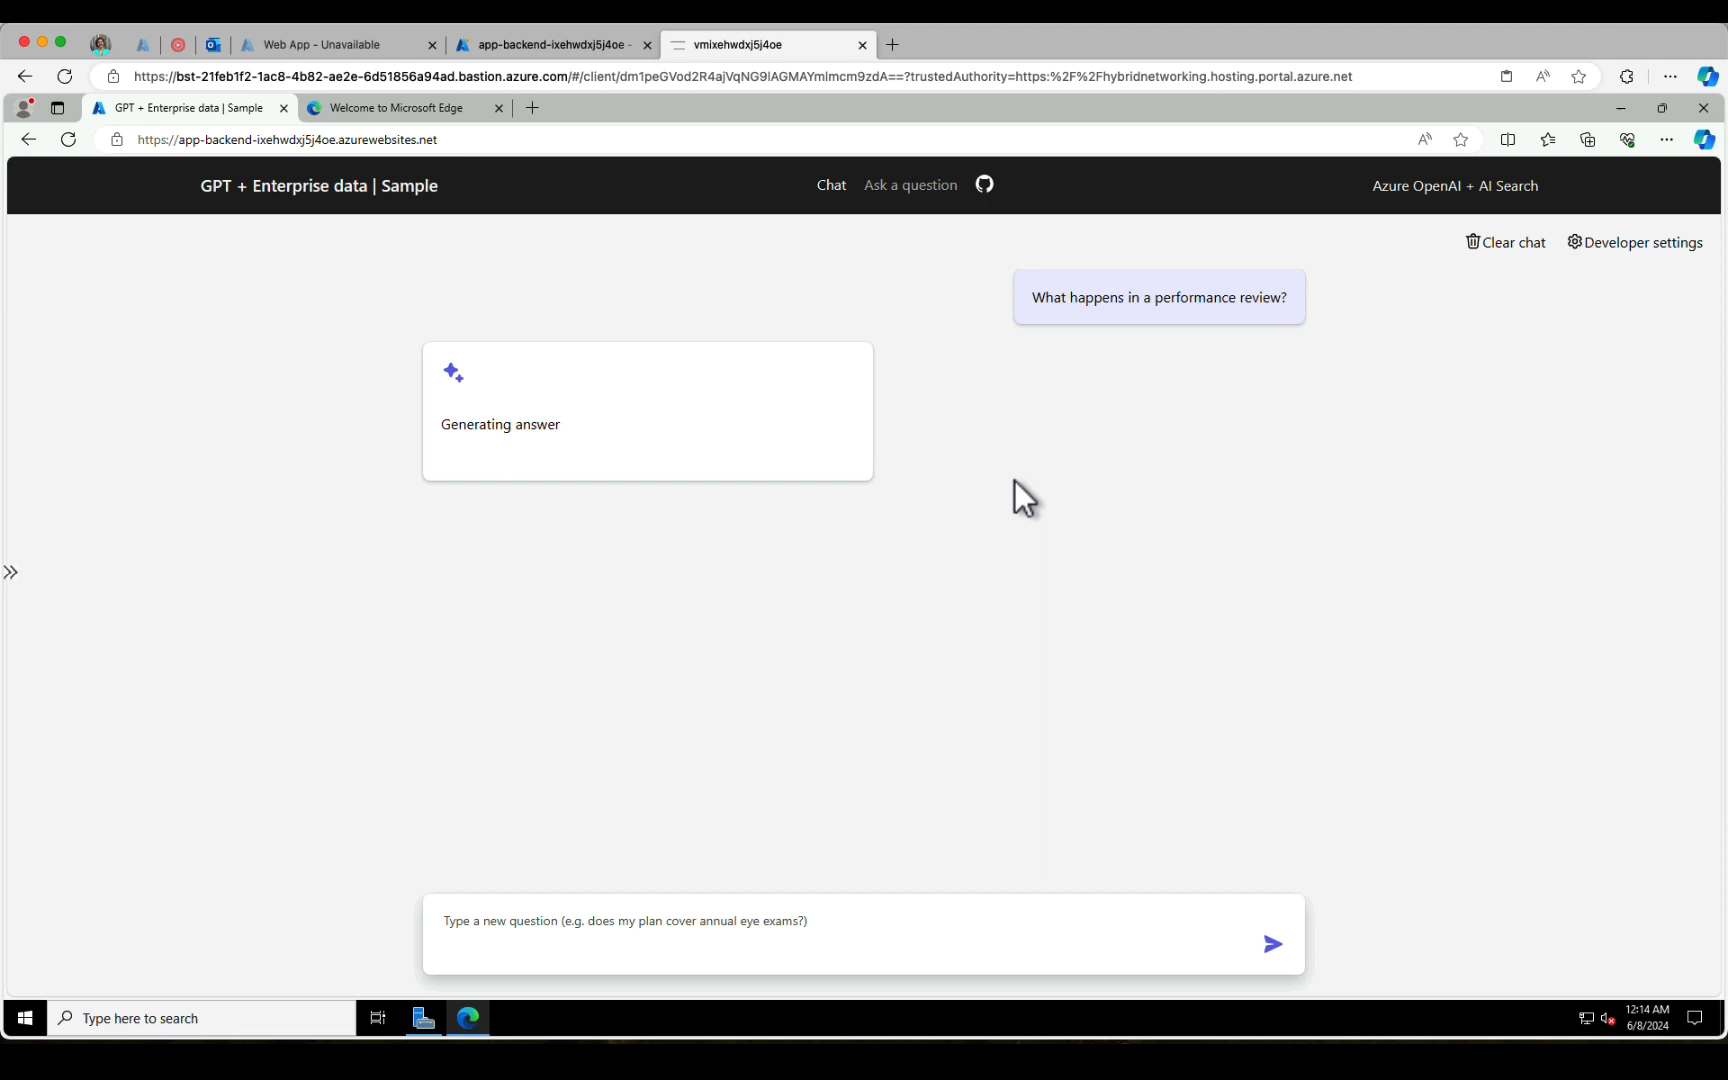 Web App - Unavailable
app-backend-ixehwdxj5j4oe -
vmixehwdxj5j4oe
https://bst-21feb1f2-1ac8-4b82-ae2e-6d51856a94ad.bastion.azure.com/#/client/dm1peGVod2R4ajVqNG9lAGMAYmlmcm9zdA==?trustedAuthority=https:%2F%2Fhybridnetworking.hosting.portal.azure.net
GPT + Enterprise data | Sample
Welcome to Microsoft Edge
https://app-backend-ixehwdxj5j4oe.azurewebsites.net
GPT + Enterprise data | Sample
Chat
Ask a question
Azure OpenAI + AI Search
Clear chat
Developer settings
What happens in a performance review?
Generating answer
Type a new question (e.g. does my plan cover annual eye exams?)
Type here to search
12:14 AM
6/8/2024